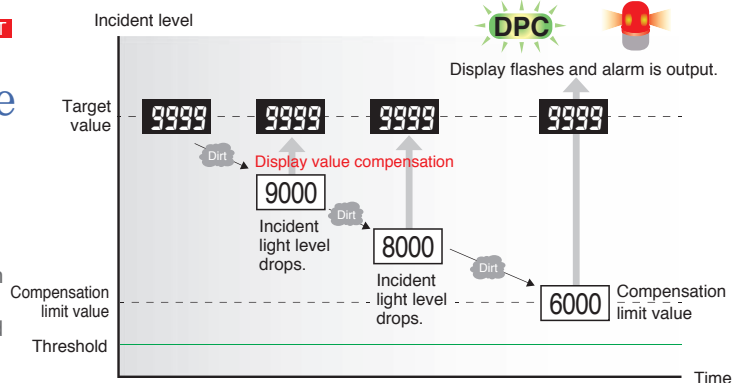 T
Incident level
DPC
Display flashes and alarm is output.
e
Target
value
9999
9999
9999
9999
Dirt
Display value compensation
9000
Incident
light level
drops.
Dirt
8000
Incident
light level
drops.
Dirt
6000
Compensation
limit value
n
Compensation
limit value
d
Threshold
Time